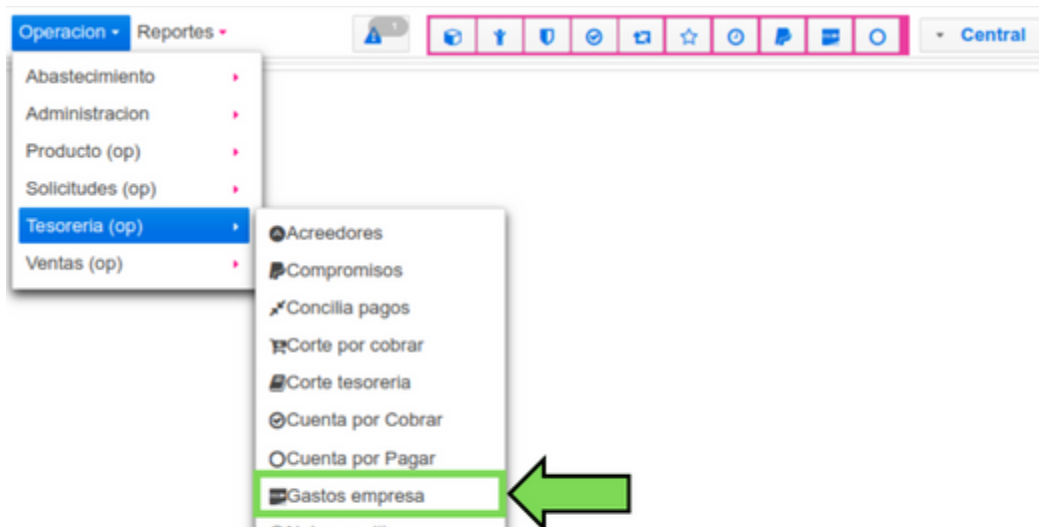 Operacion Reportes 1 Central
Abastecimiento
Administracion
Producto (op)
Solicitudes (op)
Tesoreria (op)
Ventas (op)
Acreedores
Compromisos
Concilia pagos
Corte por cobrar
Corte tesoreria
Cuenta por Cobrar
Cuenta por Pagar
Gastos empresa